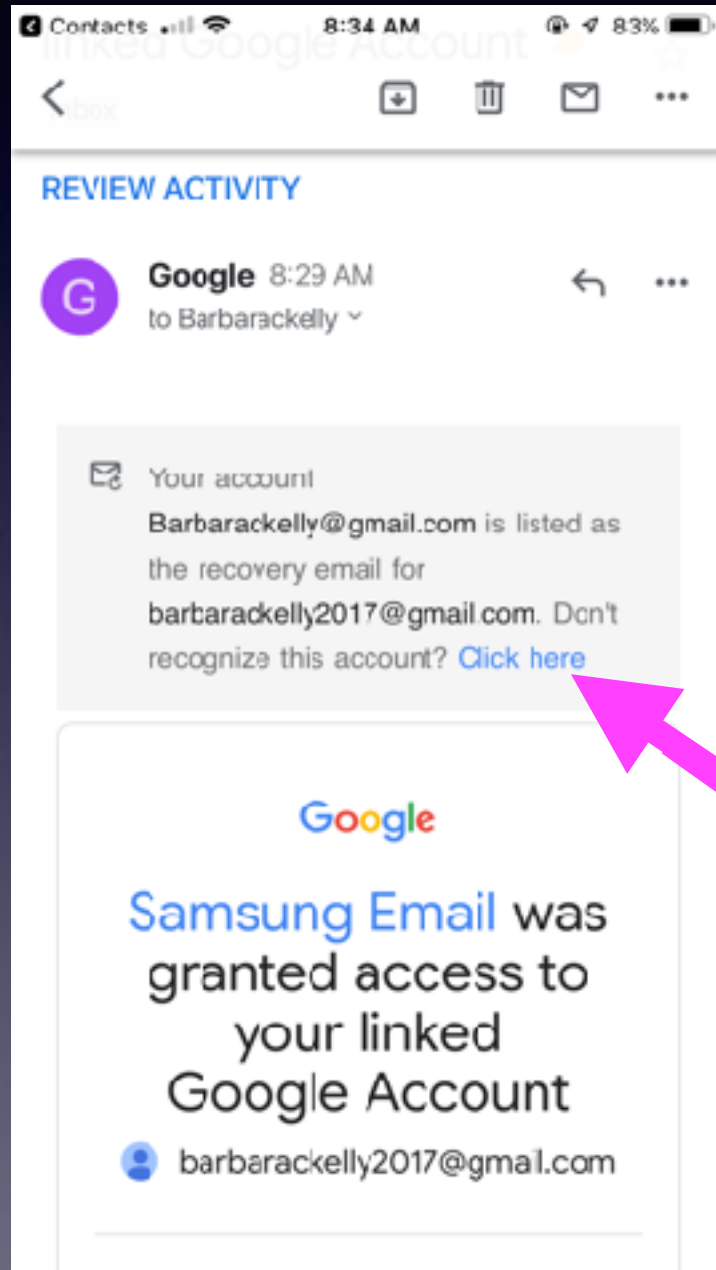 Contacts 8:34 AM 83%
linked Google Account
Inbox
REVIEW ACTIVITY
G
Google 8:29 AM
to Barbarackelly
Your account
Barbarackelly@gmail.com is listed as
the recovery email for
barbarackelly2017@gmail.com. Don't
recognize this account? Click here
Google
Samsung Email was
granted access to
your linked
Google Account
barbarackelly2017@gmail.com